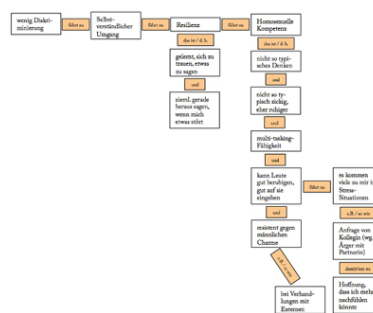 wenig Diskri-
minierung
führt zu
Selbst-
verständlicher
Umgang
führt zu
Resilienz
führt zu
Homosexuelle
Kompetenz
das ist / d. h.
gelernt, sich zu
trauen, etwas
zu sagen
und
zieml. gerade
heraus sagen,
wenn mich
etwas stört
das ist / d. h.
nicht so typi-
sches Denken
und
nicht so ty-
pisch zickig,
eher ruhiger
und
multi-tasking-
Fähigkeit
und
kann Leute
gut beruhigen,
gut auf sie
eingehen
führt zu
es kommen
viele zu mir in
Stress-
Situationen
z.B. / so wie
Anfrage von
Kollegin (wg.
Ärger mit
Partnerin)
Hoffnung,
dass ich mehr
nachfühlen
könnte
und
resistent gegen
männlichen
Charme
z.B. / so wie
bei Verhand-
lungen mit
Externen